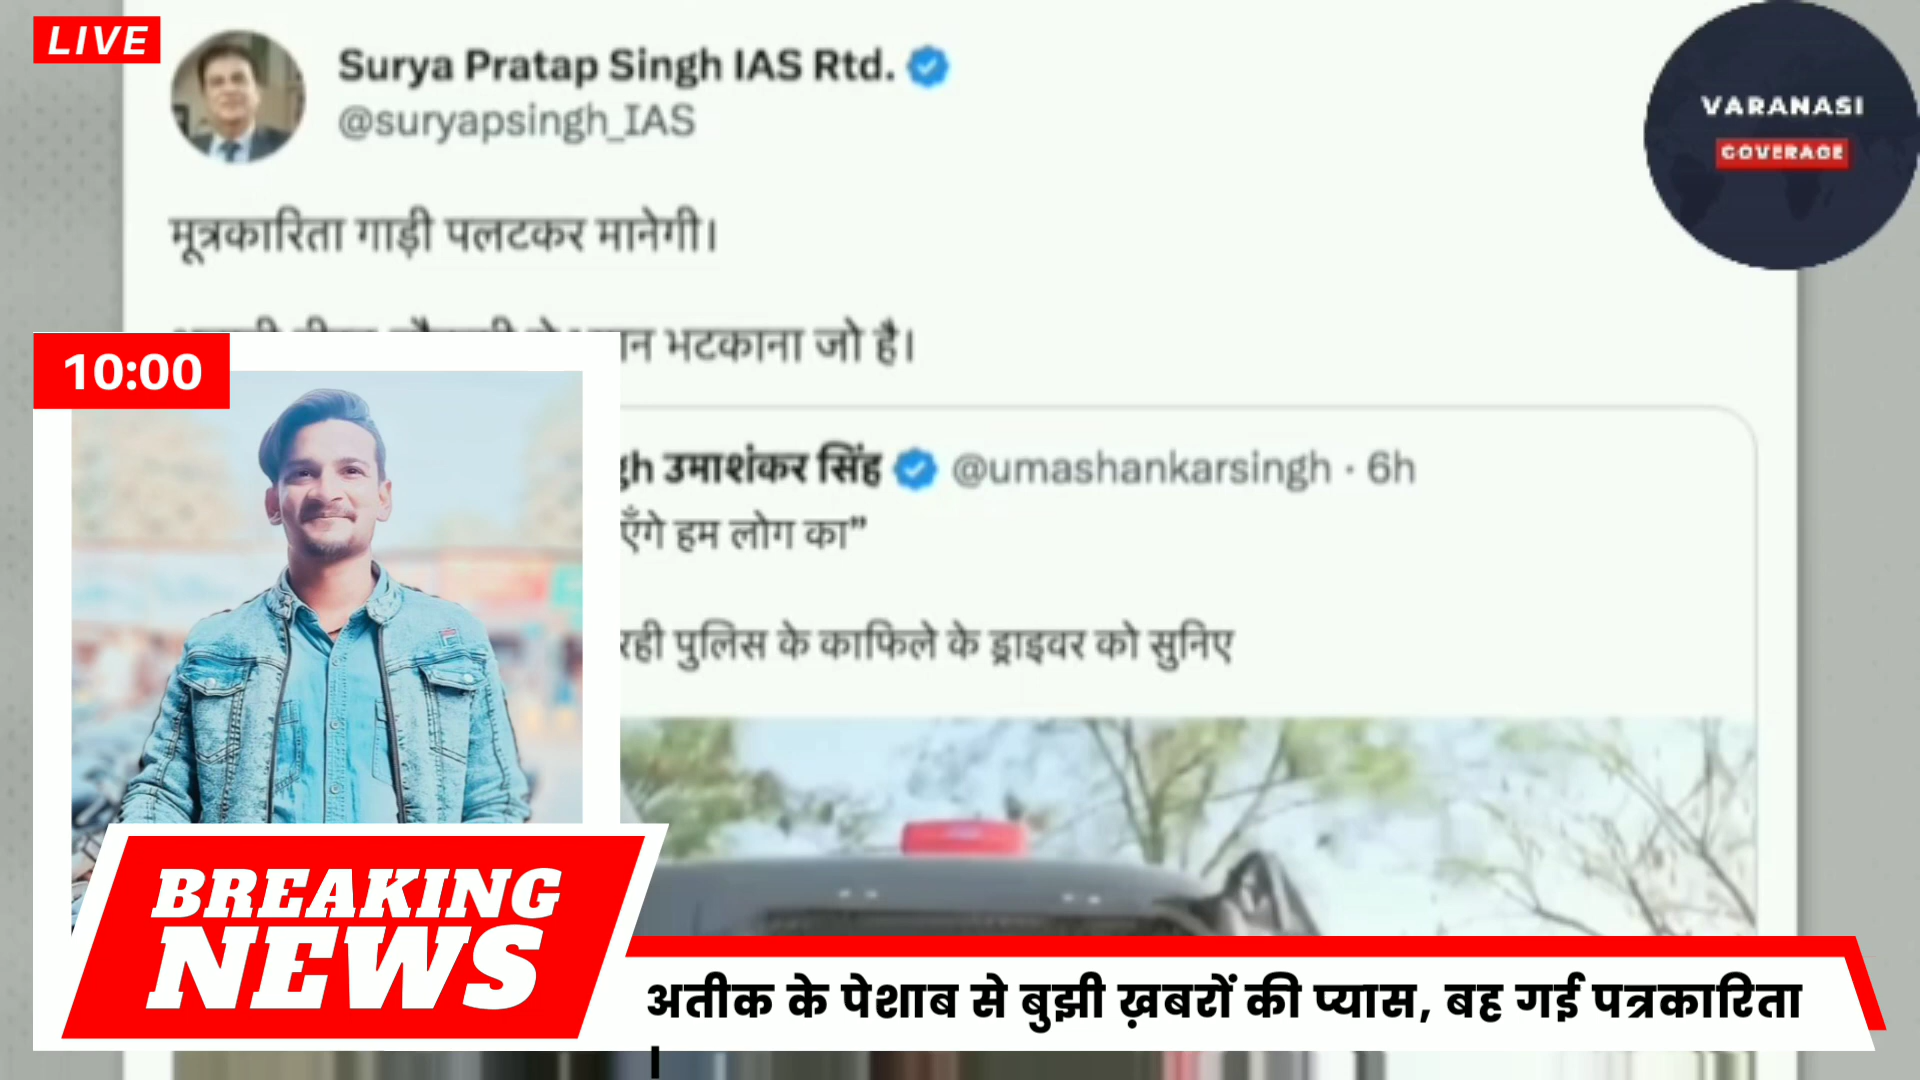 LIVE
Surya Pratap Singh IAS Rtd.
@suryapsingh_IAS
VARANASI
COVERAGE
मूत्रकारिता गाड़ी पलटकर मानेगी।
भटकाना जो है।
10:00
उमाशंकर सिंह @umashankarsingh · 6h
हम लोग का”
रही पुलिस के काफिले के ड्राइवर को सुनिए
BREAKING
NEWS
अतीक के पेशाब से बुझी ख़बरों की प्यास, बह गई पत्रकारिता
।